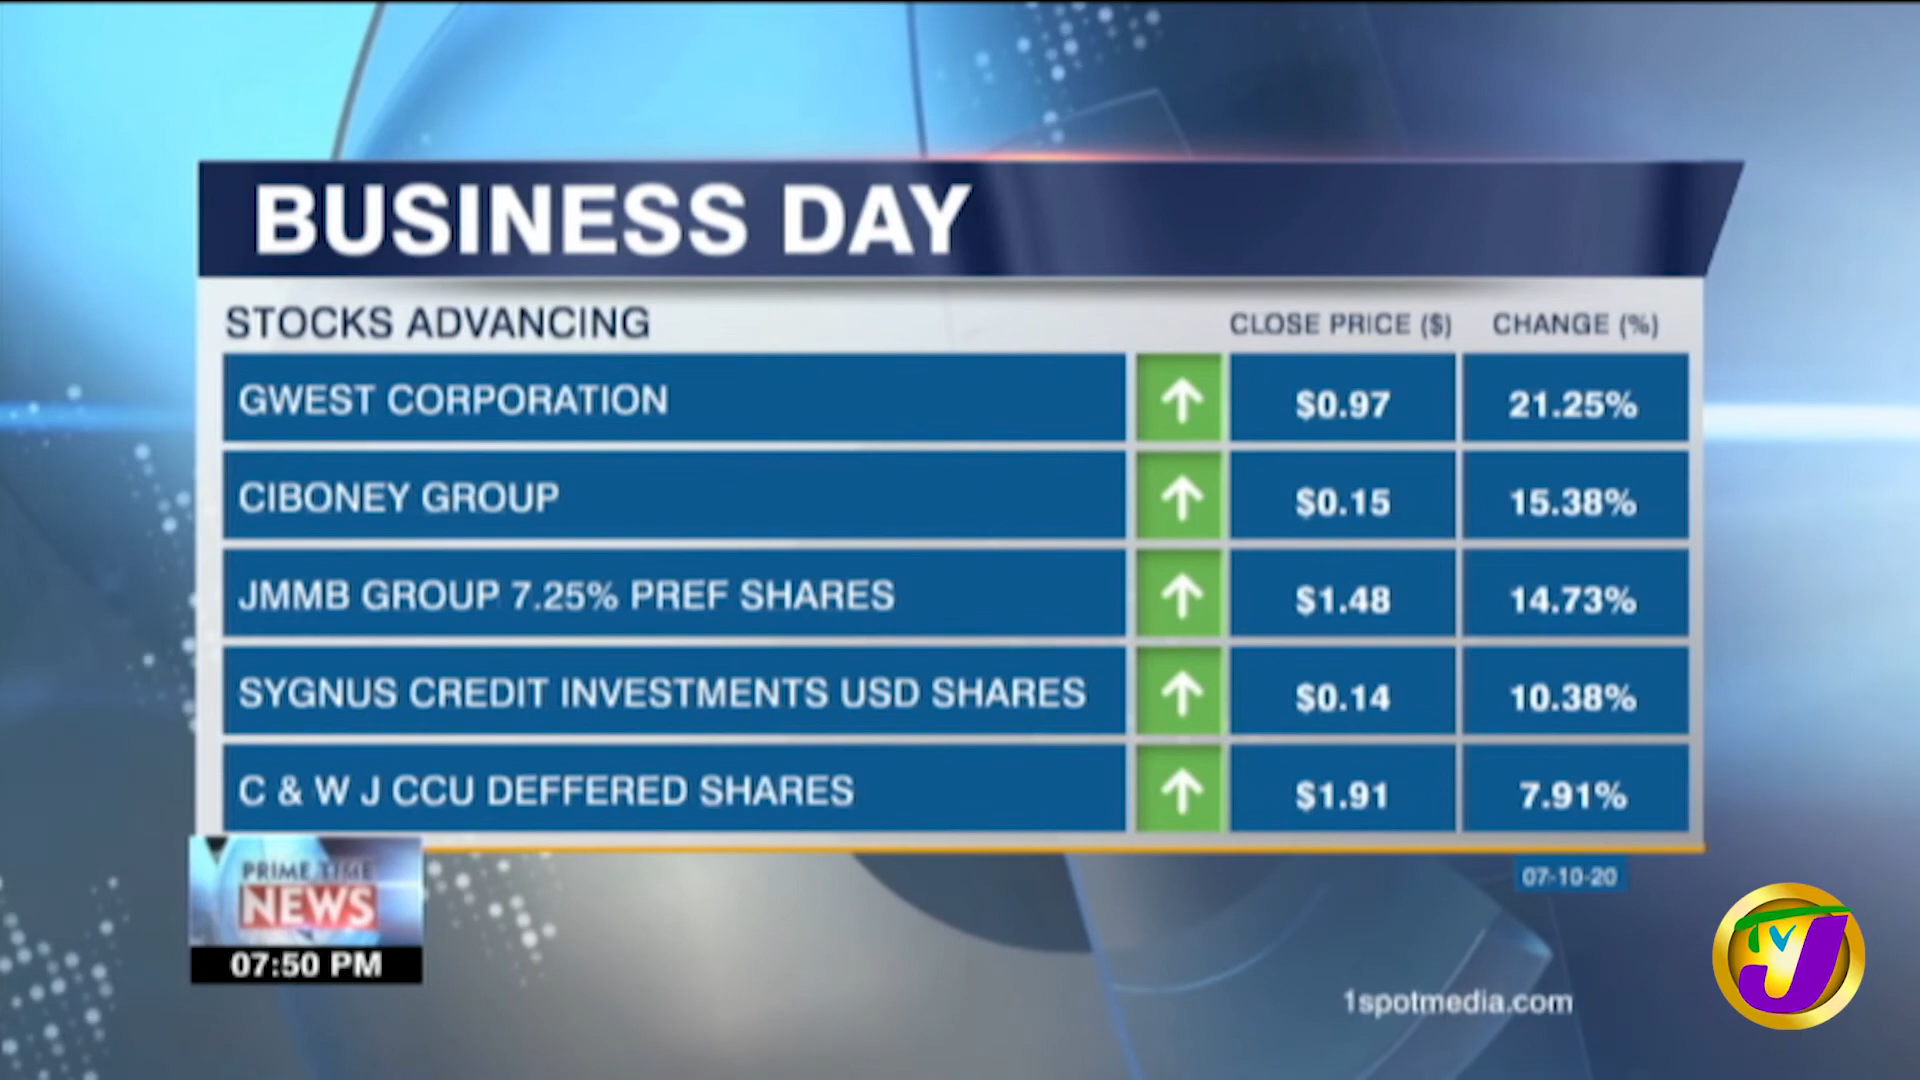 BUSINESS DAY
STOCKS ADVANCING CLOSE PRICE ($) CHANGE (%)
GWEST CORPORATION $0.97 21.25%
CIBONEY GROUP $0.15 15.38%
JMMB GROUP 7.25% PREF SHARES $1.48 14.73%
SYGNUS CREDIT INVESTMENTS USD SHARES $0.14 10.38%
C & W J CCU DEFFERED SHARES $1.91 7.91%
PRIME TIME
NEWS
07:50 PM
07-10-20
1spotmedia.com
TVJ